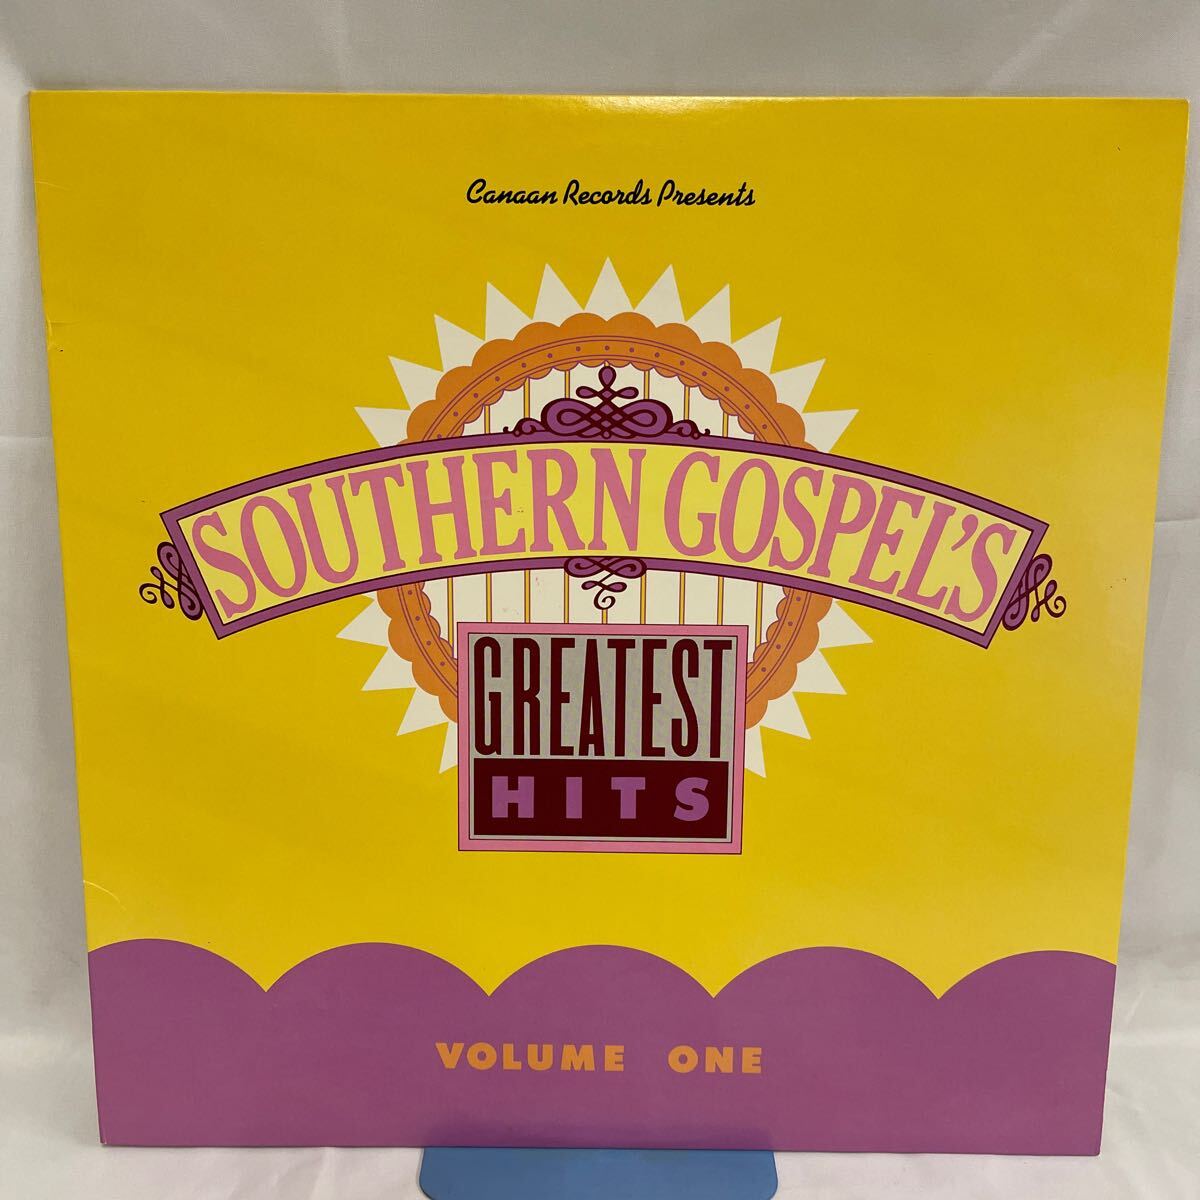 Canaan Records Presents
SOUTHERN GOSPEL'S
GREATEST
HITS
VOLUME ONE